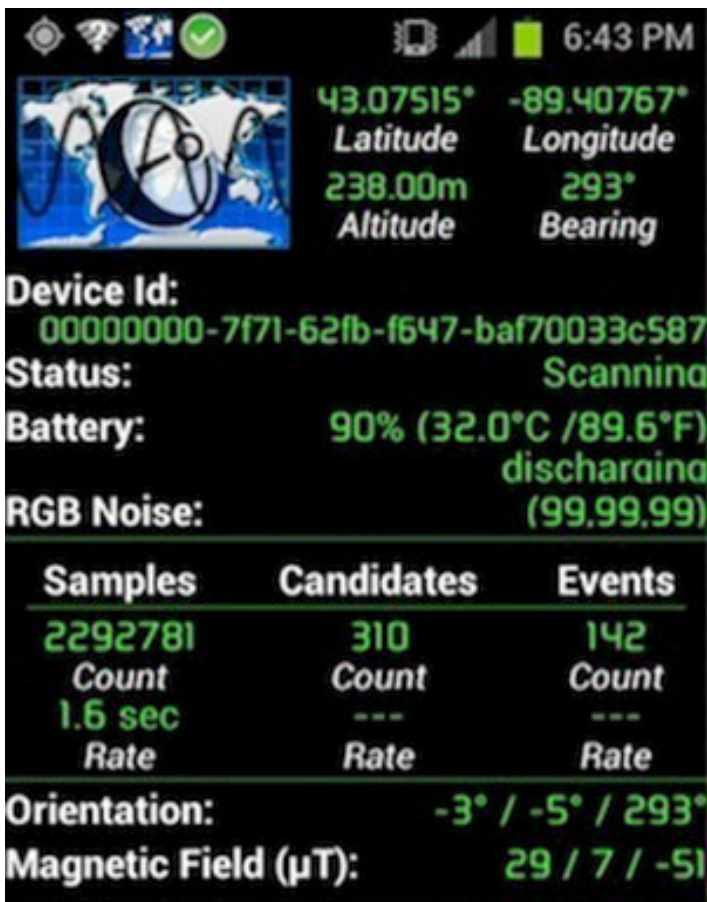 6:43 PM
43.07515° -89.40767°
Latitude Longitude
238.00m 293°
Altitude Bearing
Device Id:
00000000-7f71-62fb-f647-baf70033c587
Status: Scanning
Battery: 90% (32.0°C /89.6°F)
discharging
RGB Noise: (99,99,99)
Samples Candidates Events
2292781 310 142
Count Count Count
1.6 sec --- ---
Rate Rate Rate
Orientation: -3° / -5° / 293°
Magnetic Field (µT): 29 / 7 / -51